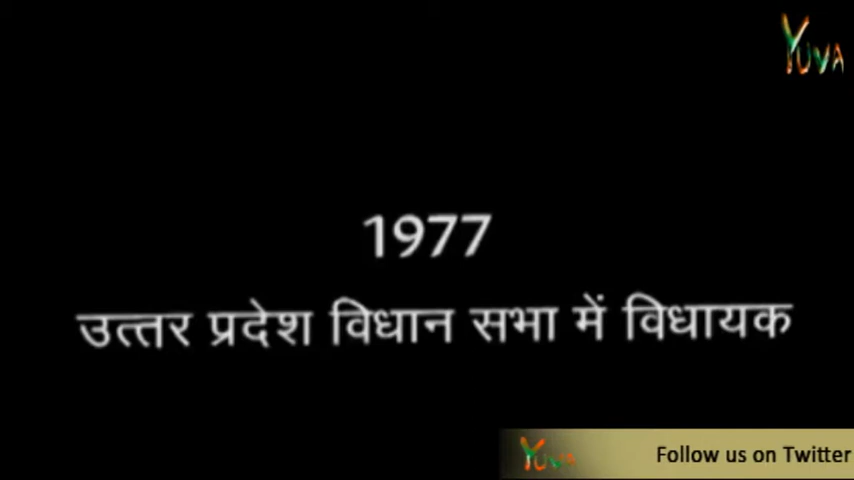 YUVA
1977
उत्तर प्रदेश विधान सभा में विधायक
YUVA Follow us on Twitter